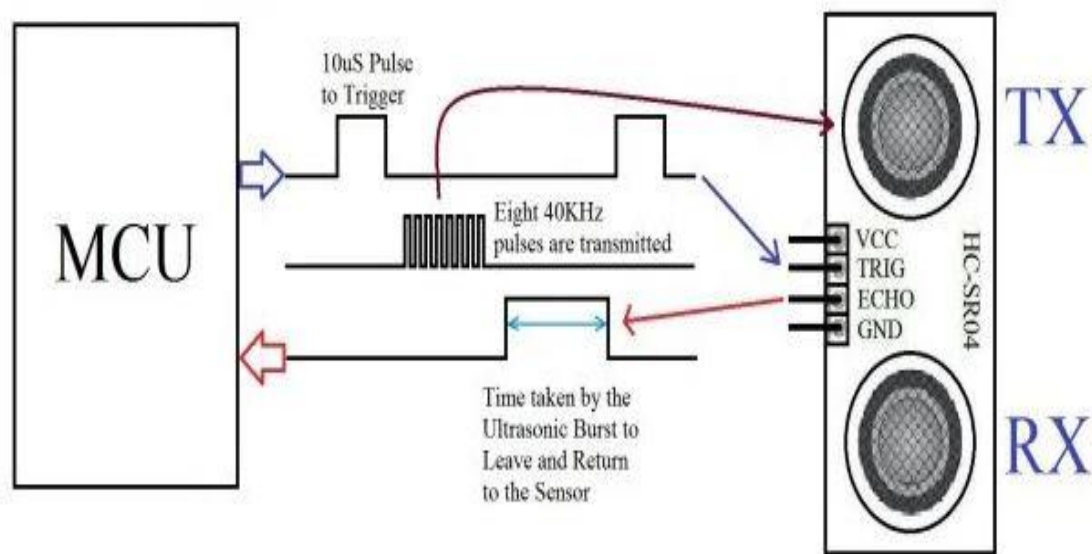 MCU
10uS Pulse
to Trigger
Eight 40KHz
pulses are transmitted
Time taken by the
Ultrasonic Burst to
Leave and Return
to the Sensor
VCC
TRIG
ECHO
GND
HC-SR04
TX
RX